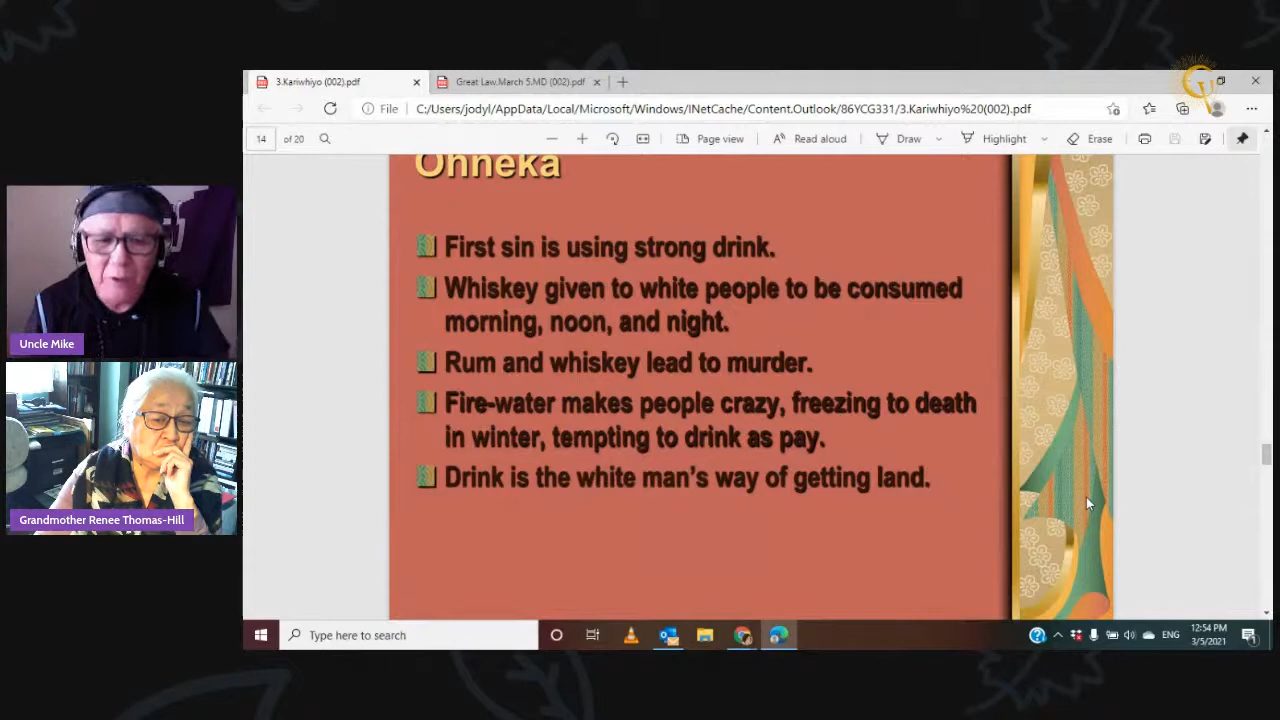 3.Kariwhiyo (002).pdf
Great Law.March 5.MD (002).pdf
File
C:/Users/jodyl/AppData/Local/Microsoft/Windows/INetCache/Content.Outlook/86YCG331/3.Kariwhiyo%20(002).pdf
14 of 20
Page view
Read aloud
Draw
Highlight
Erase
Ohneka
First sin is using strong drink.
Whiskey given to white people to be consumed
morning, noon, and night.
Rum and whiskey lead to murder.
Fire-water makes people crazy, freezing to death
in winter, tempting to drink as pay.
Drink is the white man's way of getting land.
Uncle Mike
Grandmother Renee Thomas-Hill
Type here to search
ENG
12:54 PM
3/5/2021